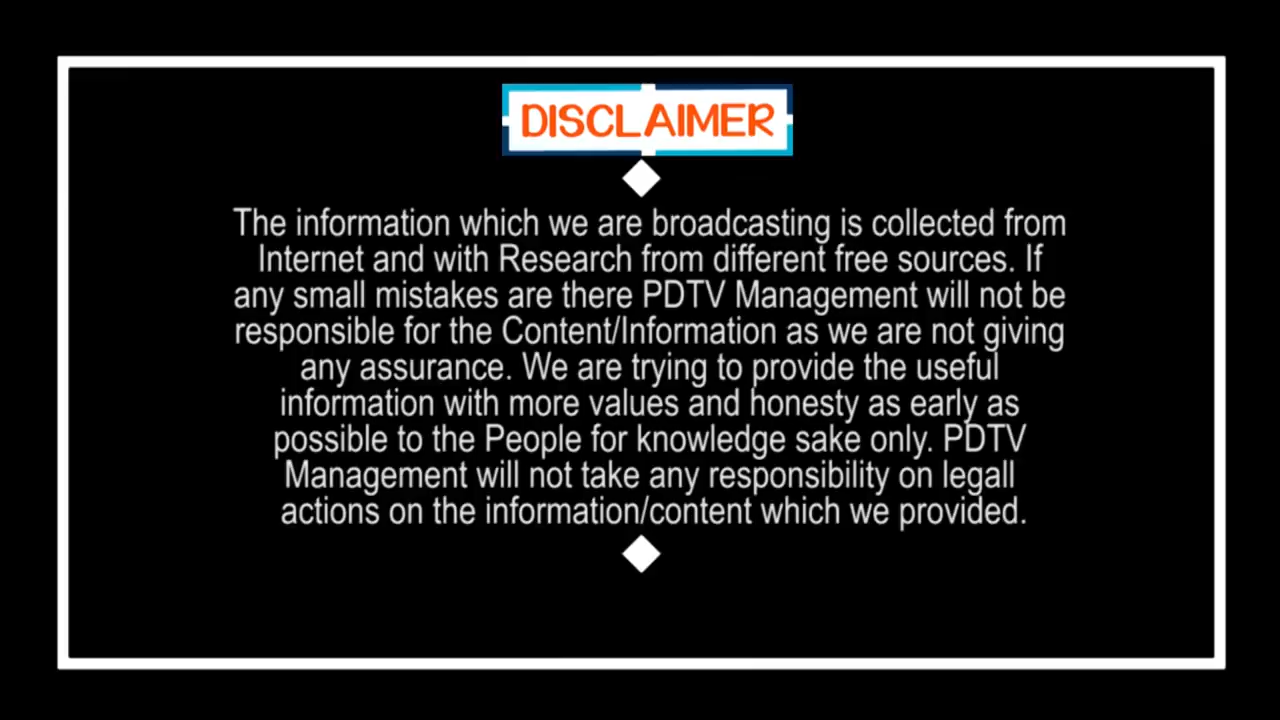 DISCLAIMER
The information which we are broadcasting is collected from
Internet and with Research from different free sources. If
any small mistakes are there PDTV Management will not be
responsible for the Content/Information as we are not giving
any assurance. We are trying to provide the useful
information with more values and honesty as early as
possible to the People for knowledge sake only. PDTV
Management will not take any responsibility on legall
actions on the information/content which we provided.